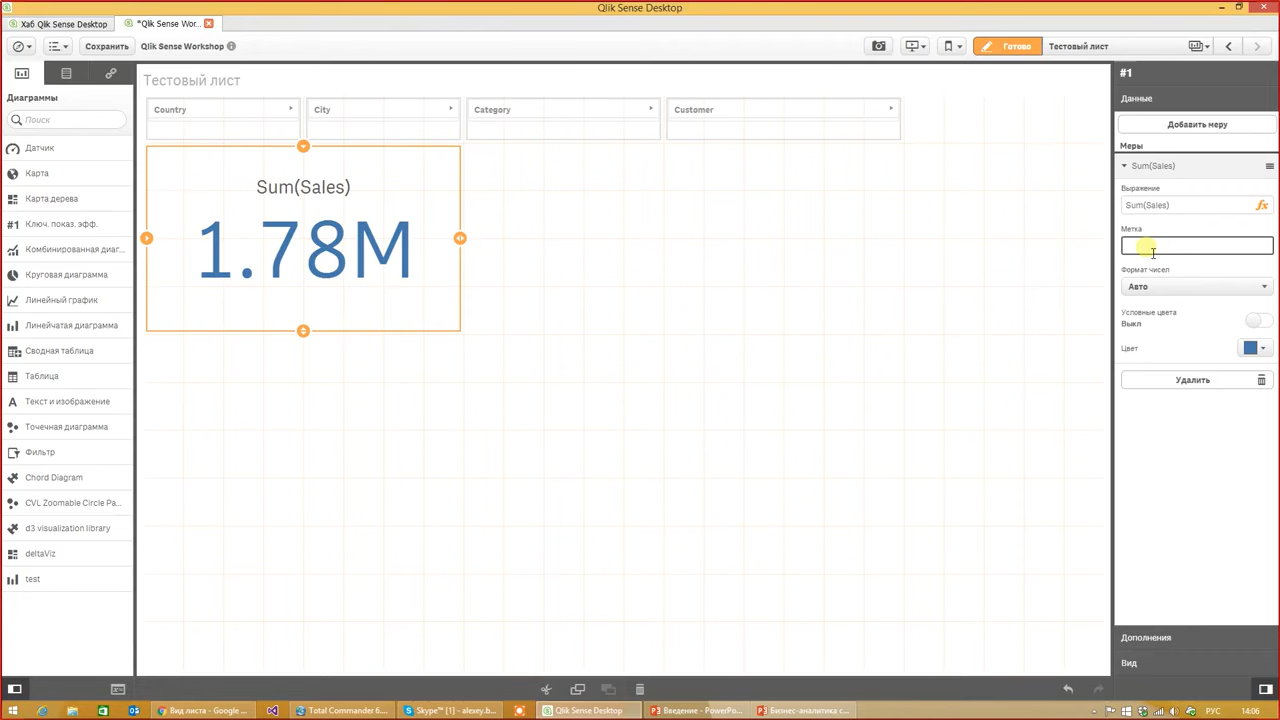 Qlik Sense Desktop
Хаб Qlik Sense Desktop
*Qlik Sense Wor...
Сохранить
Qlik Sense Workshop
Готово
Тестовый лист
Диаграммы
Поиск
Датчик
Карта
Карта дерева
#1 Ключ. показ. эфф.
Комбинированная диаг...
Круговая диаграмма
Линейный график
Линейчатая диаграмма
Сводная таблица
Таблица
A Текст и изображение
Точечная диаграмма
Фильтр
Chord Diagram
CVL Zoomable Circle Pa...
d3 visualization library
deltaViz
test
Тестовый лист
Country
City
Category
Customer
Sum(Sales)
1.78M
#1
Данные
Добавить меру
Меры
Sum(Sales)
Выражение
Sum(Sales)
fx
Метка
Формат чисел
Авто
Условные цвета
Выкл
Цвет
Удалить
Дополнения
Вид
Вид листа - Google ...
Total Commander 6....
Skype™ [1] - alexey.b...
Qlik Sense Desktop
Введение - PowerPo...
Бизнес-аналитика с...
РУС
14:06